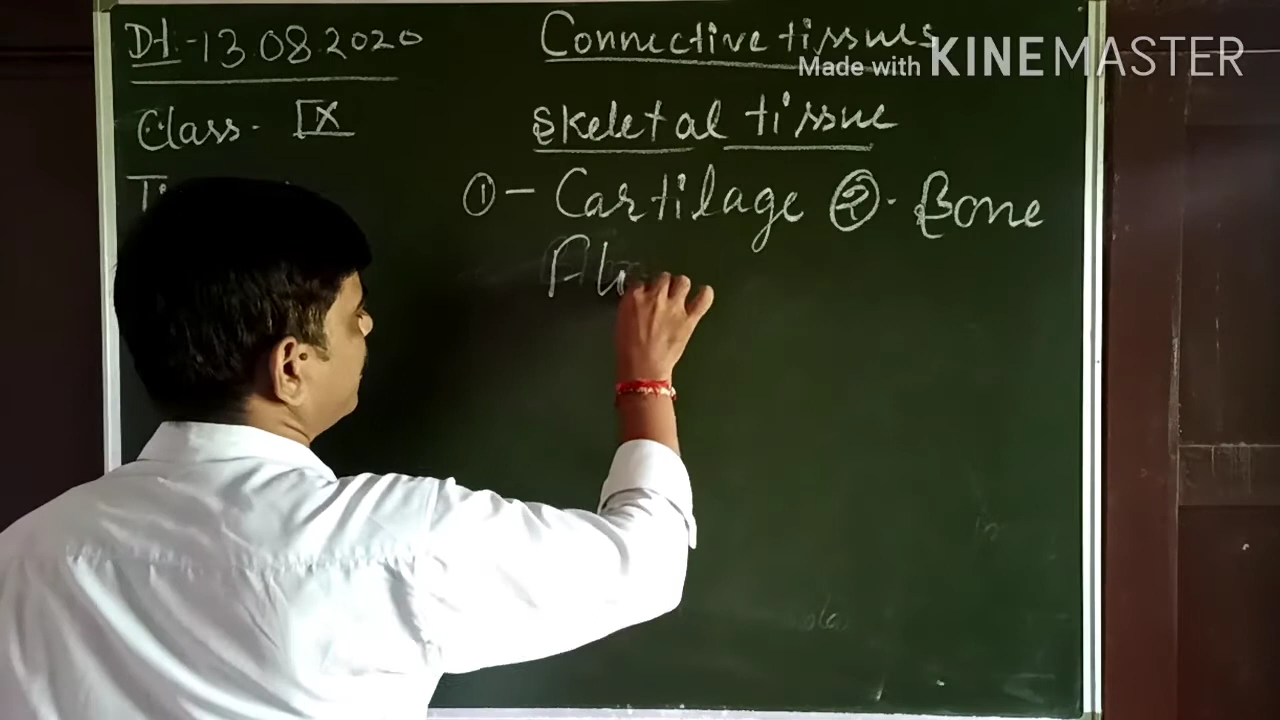 Dt.-13.08.2020
Connective tissues
Made with KINEMASTER
Class- IX
Skeletal tissue
① - Cartilage ②. Bone